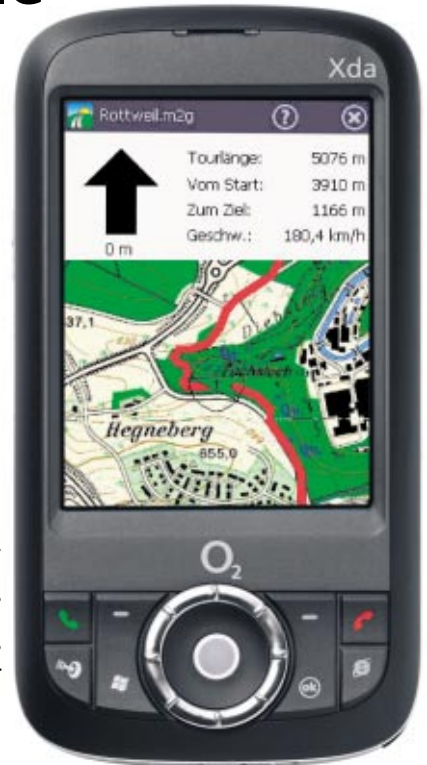 Xda
Rottweil.m2g ?
Tourlänge: 5076 m
Vom Start: 3910 m
Zum Ziel: 1166 m
0 m
Geschw.: 180,4 km/h
37,1
Hegneberg
655,0
O2
ok